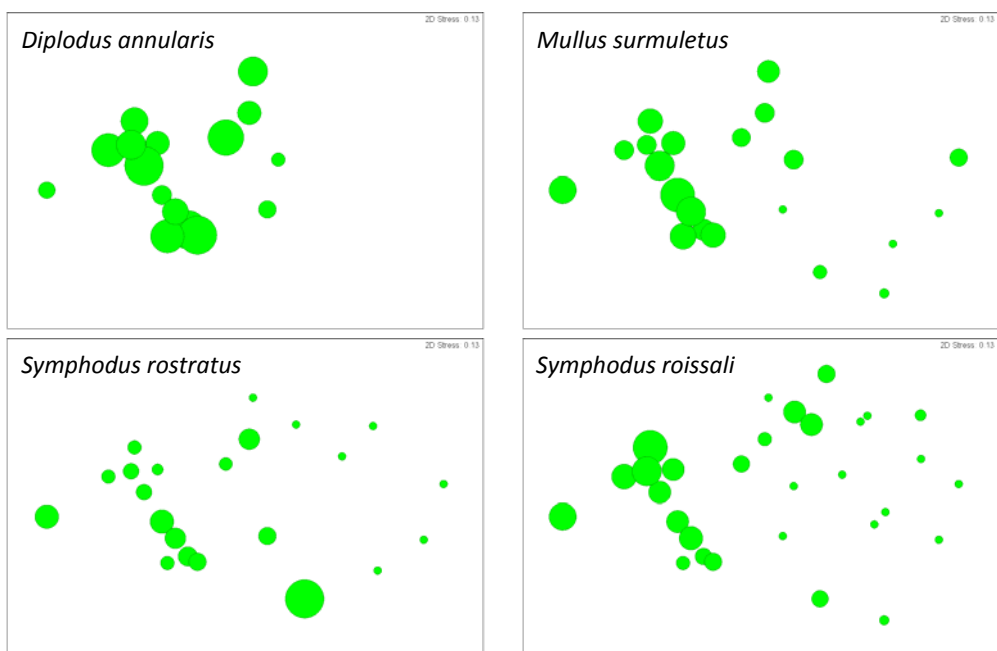 2D Stress: 0.13
Diplodus annularis
2D Stress: 0.13
Mullus surmuletus
2D Stress: 0.13
Symphodus rostratus
2D Stress: 0.13
Symphodus roissali